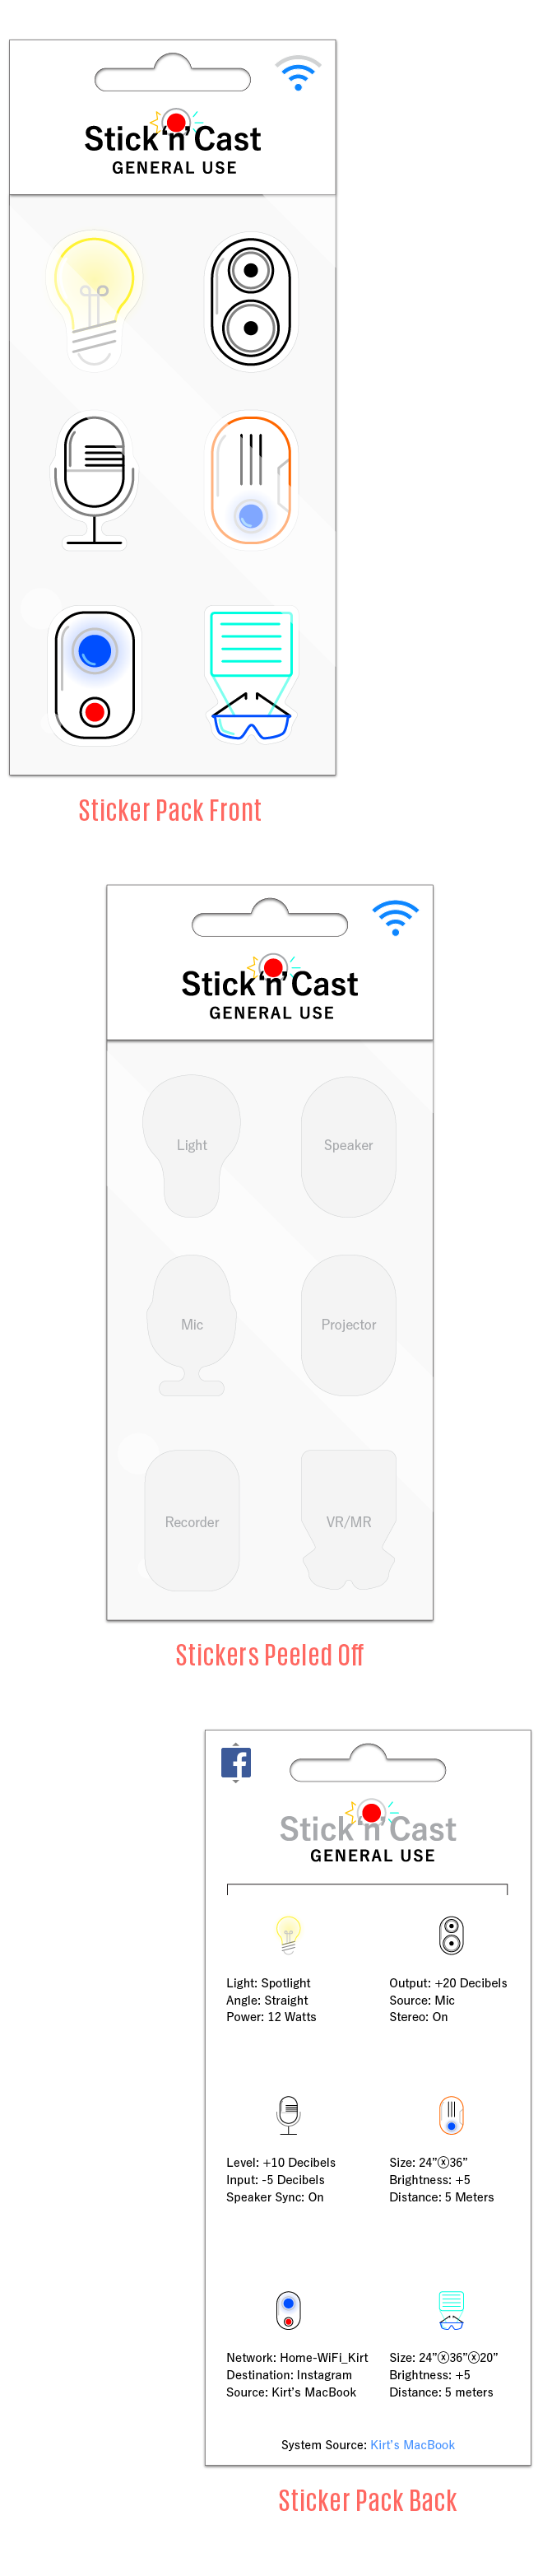 Stick‘n’Cast
GENERAL USE
Sticker Pack Front
Stick‘n’Cast
GENERAL USE
Light
Speaker
Mic
Projector
Recorder
VR/MR
Stickers Peeled Off
Stick‘n’Cast
GENERAL USE
Light: Spotlight
Angle: Straight
Power: 12 Watts
Output: +20 Decibels
Source: Mic
Stereo: On
Level: +10 Decibels
Input: -5 Decibels
Speaker Sync: On
Size: 24”ⓧ36”
Brightness: +5
Distance: 5 Meters
Network: Home-WiFi_Kirt
Destination: Instagram
Source: Kirt’s MacBook
Size: 24”ⓧ36”ⓧ20”
Brightness: +5
Distance: 5 meters
System Source: Kirt’s MacBook
Sticker Pack Back